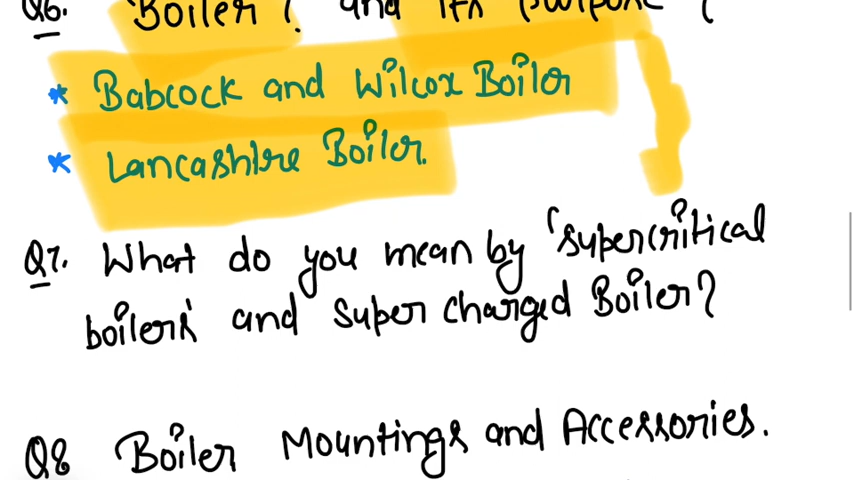 Q6. Boiler? and its purpose?
* Babcock and Wilcox Boiler
* Lancashire Boiler.
Q7. What do you mean by 'supercritical
boilers' and Super charged Boiler?
Q8 Boiler Mountings and Accessories.